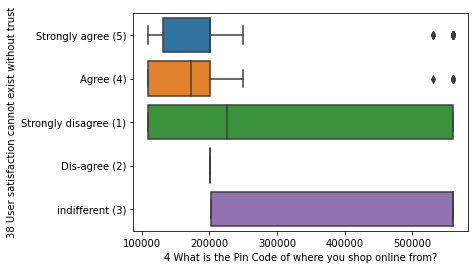 38 User satisfaction cannot exist without trust
Strongly agree (5)
Agree (4)
Strongly disagree (1)
Dis-agree (2)
indifferent (3)
100000 200000 300000 400000 500000
4 What is the Pin Code of where you shop online from?